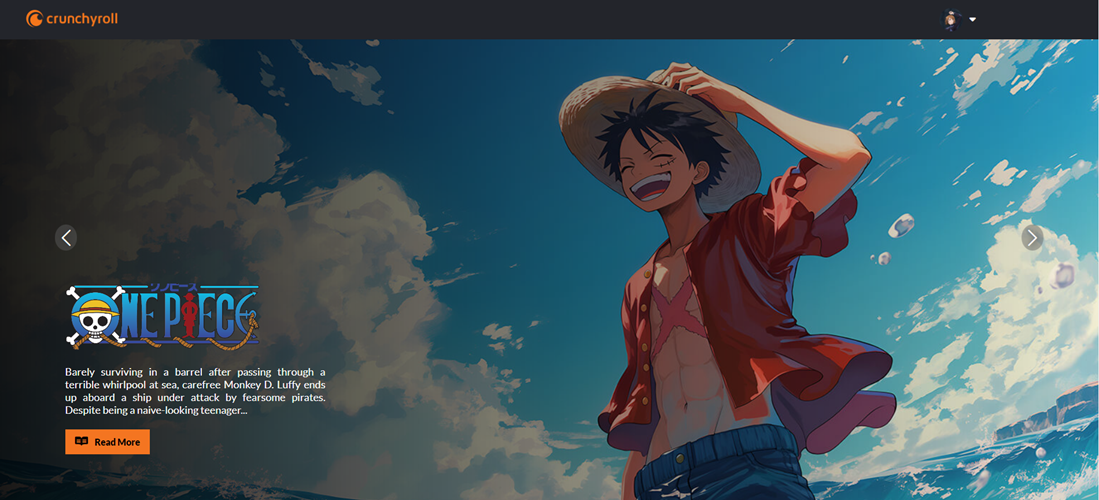 crunchyroll
ワンピース
ONE PIECE
Barely surviving in a barrel after passing through a
terrible whirlpool at sea, carefree Monkey D. Luffy ends
up aboard a ship under attack by fearsome pirates.
Despite being a naive-looking teenager...
Read More